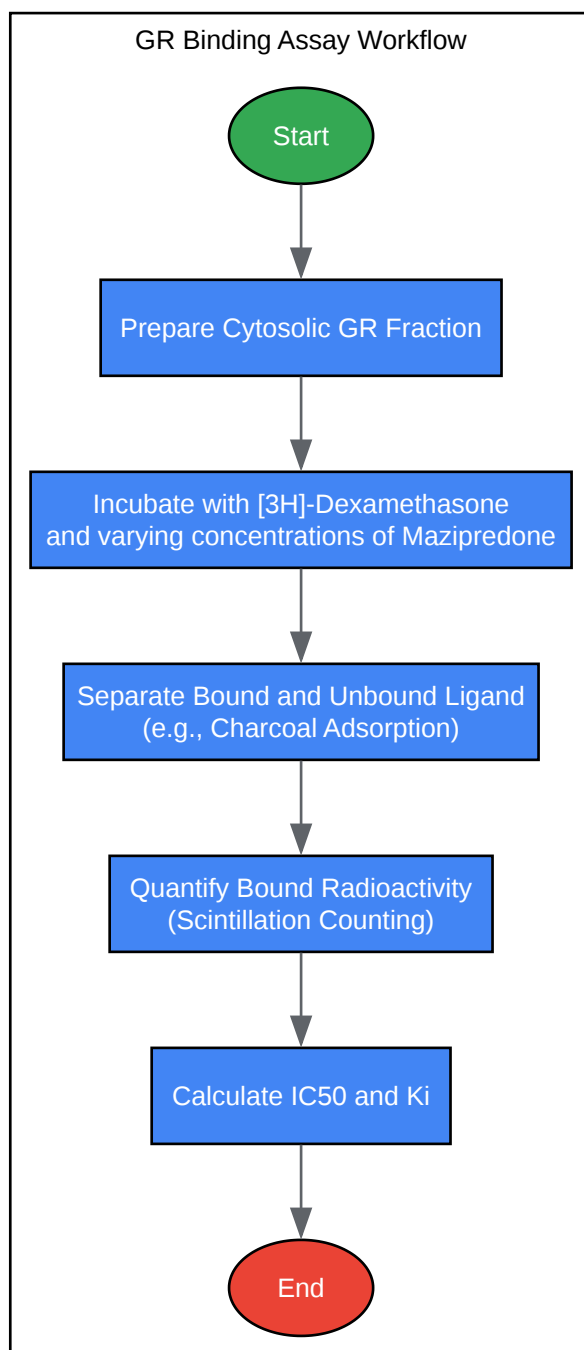 GR Binding Assay Workflow
Start
Prepare Cytosolic GR Fraction
Incubate with [3H]-Dexamethasone
and varying concentrations of Mazipredone
Separate Bound and Unbound Ligand
(e.g., Charcoal Adsorption)
Quantify Bound Radioactivity
(Scintillation Counting)
Calculate IC50 and Ki
End